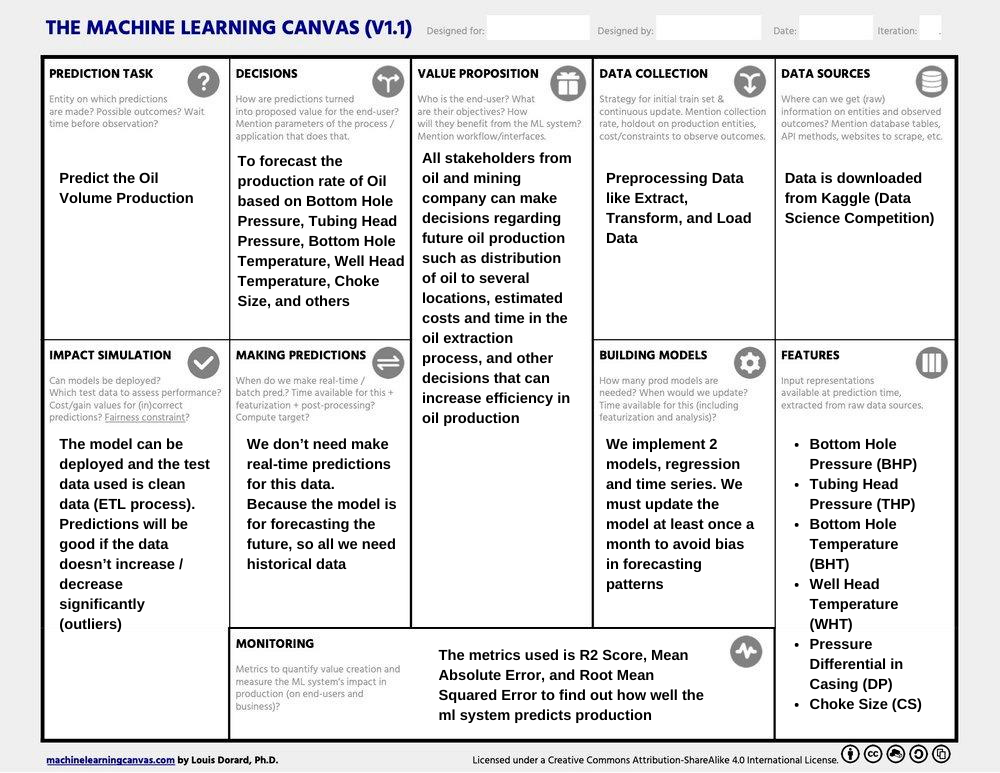 THE MACHINE LEARNING CANVAS (V1.1)
Designed for:
Designed by:
Date:
Iteration: .
PREDICTION TASK
Entity on which predictions
are made? Possible outcomes? Wait
time before observation?
Predict the Oil
Volume Production
DECISIONS
How are predictions turned
into proposed value for the end-user?
Mention parameters of the process /
application that does that.
To forecast the
production rate of Oil
based on Bottom Hole
Pressure, Tubing Head
Pressure, Bottom Hole
Temperature, Well Head
Temperature, Choke
Size, and others
VALUE PROPOSITION
Who is the end-user? What
are their objectives? How
will they benefit from the ML system?
Mention workflow/interfaces.
All stakeholders from
oil and mining
company can make
decisions regarding
future oil production
such as distribution
of oil to several
locations, estimated
costs and time in the
oil extraction
process, and other
decisions that can
increase efficiency in
oil production
DATA COLLECTION
Strategy for initial train set &
continuous update. Mention collection
rate, holdout on production entities,
cost/constraints to observe outcomes.
Preprocessing Data
like Extract,
Transform, and Load
Data
DATA SOURCES
Where can we get (raw)
information on entities and observed
outcomes? Mention database tables,
API methods, websites to scrape, etc.
Data is downloaded
from Kaggle (Data
Science Competition)
IMPACT SIMULATION
Can models be deployed?
Which test data to assess performance?
Cost/gain values for (in)correct
predictions? Fairness constraint?
The model can be
deployed and the test
data used is clean
data (ETL process).
Predictions will be
good if the data
doesn’t increase /
decrease
significantly
(outliers)
MAKING PREDICTIONS
When do we make real-time /
batch pred.? Time available for this +
featurization + post-processing?
Compute target?
We don’t need make
real-time predictions
for this data.
Because the model is
for forecasting the
future, so all we need
historical data
BUILDING MODELS
How many prod models are
needed? When would we update?
Time available for this (including
featurization and analysis)?
We implement 2
models, regression
and time series. We
must update the
model at least once a
month to avoid bias
in forecasting
patterns
FEATURES
Input representations
available at prediction time,
extracted from raw data sources.
• Bottom Hole
Pressure (BHP)
• Tubing Head
Pressure (THP)
• Bottom Hole
Temperature
(BHT)
• Well Head
Temperature
(WHT)
• Pressure
Differential in
Casing (DP)
• Choke Size (CS)
MONITORING
Metrics to quantify value creation and
measure the ML system’s impact in
production (on end-users and
business)?
The metrics used is R2 Score, Mean
Absolute Error, and Root Mean
Squared Error to find out how well the
ml system predicts production
machinelearningcanvas.com by Louis Dorard, Ph.D.
Licensed under a Creative Commons Attribution-ShareAlike 4.0 International License.